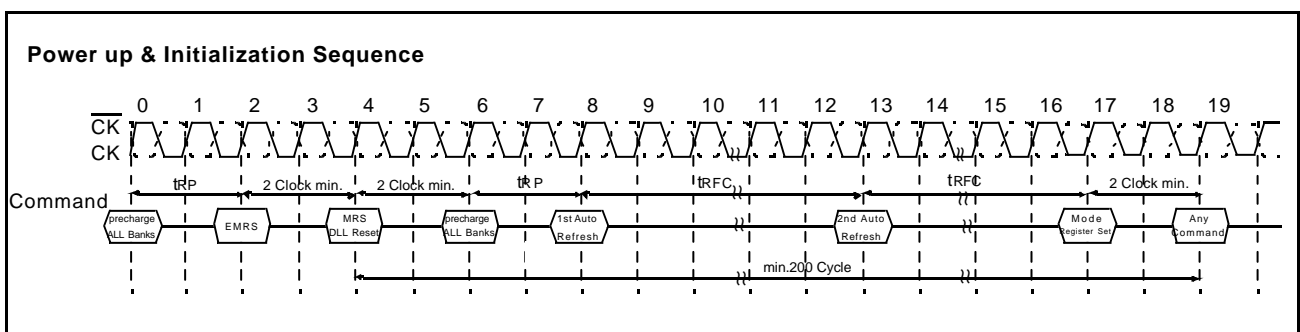 Power up & Initialization Sequence
0 1 2 3 4 5 6 7 8 9 10 11 12 13 14 15 16 17 18 19
CK
CK
tRP 2 Clock min. 2 Clock min. tRP tRFC tRFC 2 Clock min.
Command
precharge
ALL Banks
EMRS
MRS
DLL Reset
precharge
ALL Banks
1st Auto
Refresh
2nd Auto
Refresh
Mode
Register Set
Any
Command
min.200 Cycle